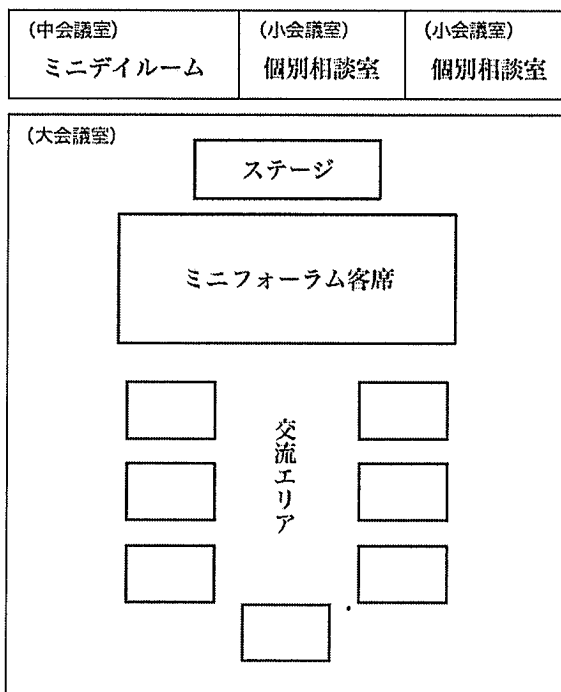 (中会議室)
ミニデイルーム
(小会議室)
個別相談室
(小会議室)
個別相談室
(大会議室)
ステージ
ミニフォーラム客席
交流エリア